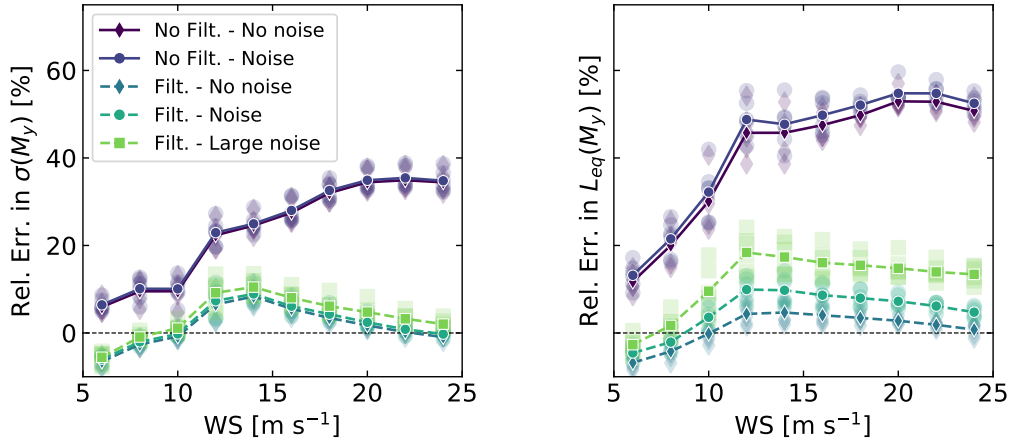 Rel. Err. in σ(M_y) [%]
60
40
20
0
5
10
15
20
25
WS [m s⁻¹]
No Filt. - No noise
No Filt. - Noise
Filt. - No noise
Filt. - Noise
Filt. - Large noise
Rel. Err. in L_eq(M_y) [%]
5
10
15
20
25
WS [m s⁻¹]